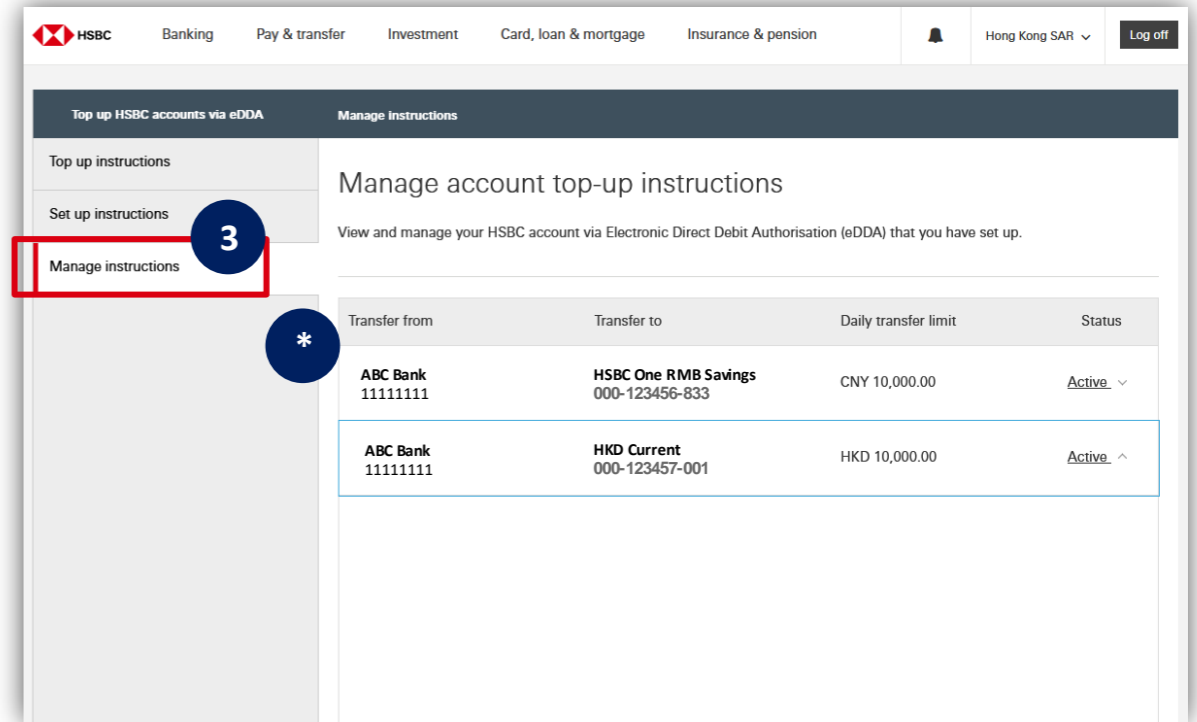 HSBC Banking Pay & transfer Investment Card, loan & mortgage Insurance & pension Hong Kong SAR Log off
Top up HSBC accounts via eDDA Manage instructions
Top up instructions
Manage account top-up instructions
Set up instructions
3
View and manage your HSBC account via Electronic Direct Debit Authorisation (eDDA) that you have set up.
Manage instructions
*
Transfer from Transfer to Daily transfer limit Status
ABC Bank HSBC One RMB Savings
11111111 000-123456-833 CNY 10,000.00 Active
ABC Bank HKD Current
11111111 000-123457-001 HKD 10,000.00 Active